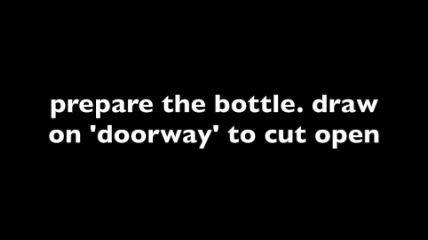 prepare the bottle. draw
on 'doorway' to cut open